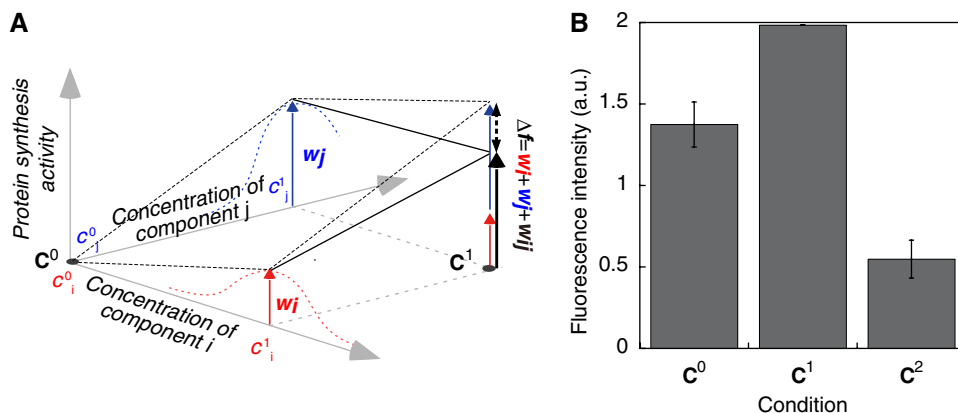 A
Protein synthesis
activity
wj
c¹j
Concentration of
component j
c⁰j
C⁰
c⁰i
Concentration of
component i
wi
c¹i
C¹
Δf=wi+wj+wij
B
Fluorescence intensity (a.u.)
2
1.5
1
0.5
0
C⁰ C¹ C²
Condition